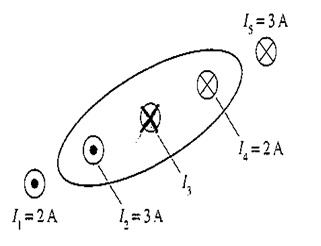 I₅ = 3 A
I₄ = 2 A
I₃
I₁ = 2 A
I₂ = 3 A